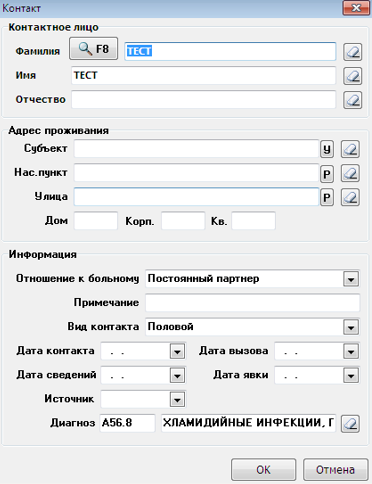 Контакт
Контактное лицо
Фамилия F8 ТЕСТ
Имя ТЕСТ
Отчество
Адрес проживания
Субъект У
Нас.пункт Р
Улица Р
Дом Корп. Кв.
Информация
Отношение к больному Постоянный партнер
Примечание
Вид контакта Половой
Дата контакта . . Дата вызова . .
Дата сведений . . Дата явки . .
Источник
Диагноз A56.8 ХЛАМИДИЙНЫЕ ИНФЕКЦИИ,
OK Отмена